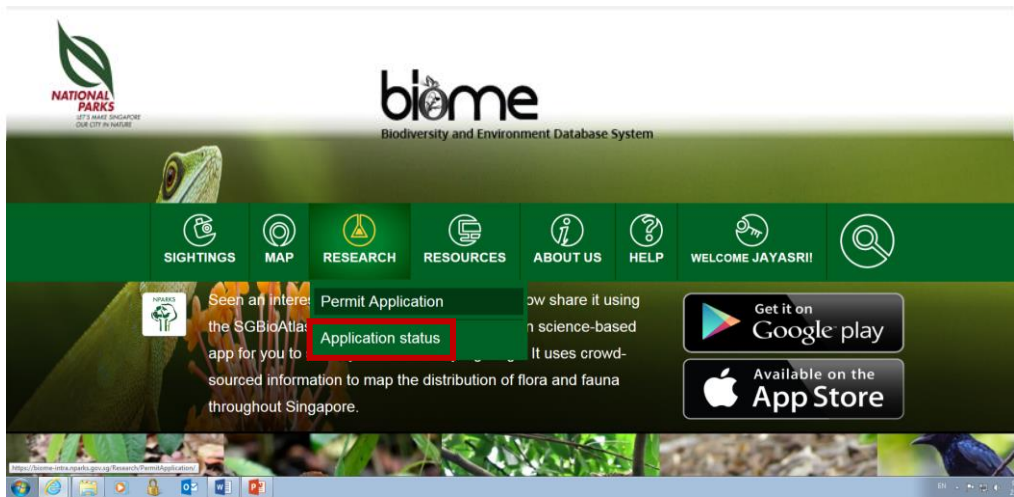 NATIONAL
PARKS
LET'S MAKE SINGAPORE
OUR CITY IN NATURE
biome
Biodiversity and Environment Database System
SIGHTINGS
MAP
RESEARCH
RESOURCES
ABOUT US
HELP
WELCOME JAYASRI!
Permit Application
Application status
NPARKS
Seen an interes ow share it using
the SGBioAtlas n science-based
app for you to It uses crowd-
sourced information to map the distribution of flora and fauna
throughout Singapore.
Get it on
Google play
Available on the
App Store
https://biome-intra.nparks.gov.sg/Research/PermitApplication/
EN